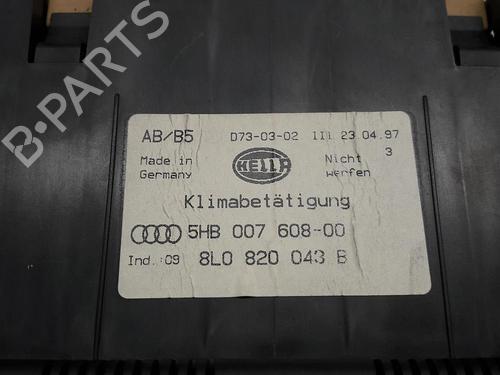 AB/B5 D73-03-02 III 23.04.97
3
Made in Germany
HELLA
Nicht werfen
Klimabetätigung
5HB 007 608-00
Ind.:09 8L0 820 043 B
B-PARTS